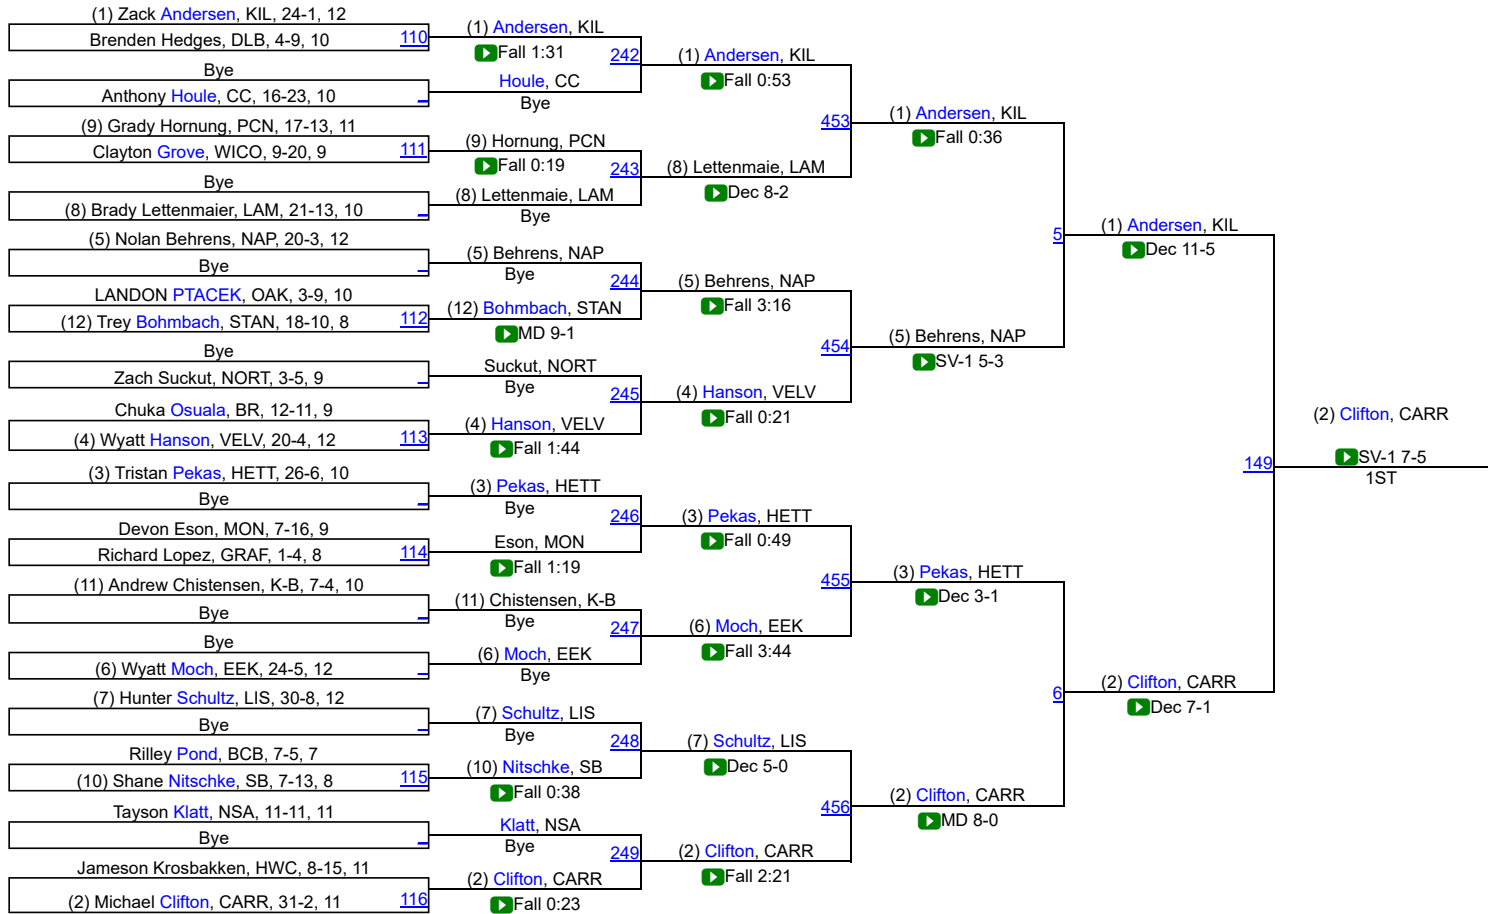 (1) Zack Andersen, KIL, 24-1, 12
Brenden Hedges, DLB, 4-9, 10
110
Bye
Anthony Houle, CC, 16-23, 10
(9) Grady Hornung, PCN, 17-13, 11
Clayton Grove, WICO, 9-20, 9
111
Bye
(8) Brady Lettenmaier, LAM, 21-13, 10
(5) Nolan Behrens, NAP, 20-3, 12
Bye
LANDON PTACEK, OAK, 3-9, 10
(12) Trey Bohmbach, STAN, 18-10, 8
112
Bye
Zach Suckut, NORT, 3-5, 9
Chuka Osuala, BR, 12-11, 9
(4) Wyatt Hanson, VELV, 20-4, 12
113
(3) Tristan Pekas, HETT, 26-6, 10
Bye
Devon Eson, MON, 7-16, 9
Richard Lopez, GRAF, 1-4, 8
114
(11) Andrew Chistensen, K-B, 7-4, 10
Bye
Bye
(6) Wyatt Moch, EEK, 24-5, 12
(7) Hunter Schultz, LIS, 30-8, 12
Bye
Rilley Pond, BCB, 7-5, 7
(10) Shane Nitschke, SB, 7-13, 8
115
Tayson Klatt, NSA, 11-11, 11
Bye
Jameson Krosbakken, HWC, 8-15, 11
(2) Michael Clifton, CARR, 31-2, 11
116
(1) Andersen, KIL
Fall 1:31
242
Houle, CC
Bye
(9) Hornung, PCN
Fall 0:19
243
(8) Lettenmaie, LAM
Bye
(5) Behrens, NAP
Bye
244
(12) Bohmbach, STAN
MD 9-1
Suckut, NORT
Bye
245
(4) Hanson, VELV
Fall 1:44
(3) Pekas, HETT
Bye
246
Eson, MON
Fall 1:19
(11) Chistensen, K-B
Bye
247
(6) Moch, EEK
Bye
(7) Schultz, LIS
Bye
248
(10) Nitschke, SB
Fall 0:38
Klatt, NSA
Bye
249
(2) Clifton, CARR
Fall 0:23
(1) Andersen, KIL
Fall 0:53
453
(8) Lettenmaie, LAM
Dec 8-2
(5) Behrens, NAP
Fall 3:16
454
(4) Hanson, VELV
Fall 0:21
(3) Pekas, HETT
Fall 0:49
455
(6) Moch, EEK
Fall 3:44
(7) Schultz, LIS
Dec 5-0
456
(2) Clifton, CARR
Fall 2:21
(1) Andersen, KIL
Fall 0:36
5
(5) Behrens, NAP
SV-1 5-3
(3) Pekas, HETT
Dec 3-1
6
(2) Clifton, CARR
MD 8-0
(1) Andersen, KIL
Dec 11-5
149
(2) Clifton, CARR
Dec 7-1
(2) Clifton, CARR
SV-1 7-5
1ST